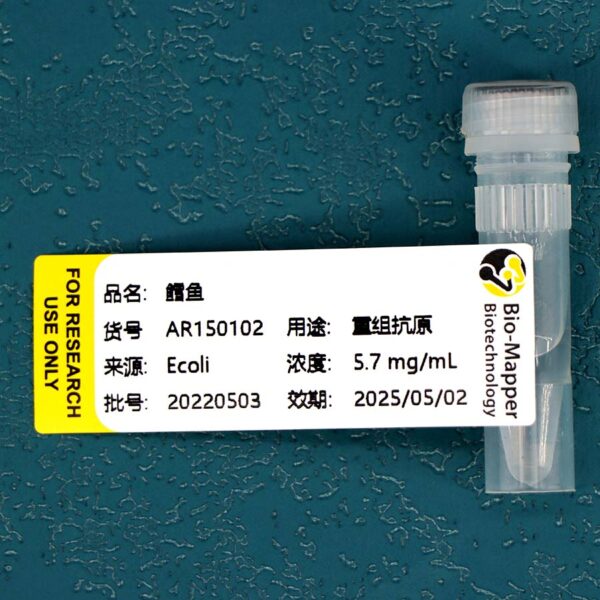 FOR RESEARCH
USE ONLY
品名: 鳕鱼
货号 AR150102 用途: 重组抗原
来源: Ecoli 浓度: 5.7 mg/mL
批号: 20220503 效期: 2025/05/02
Bio-Mapper
Biotechnology